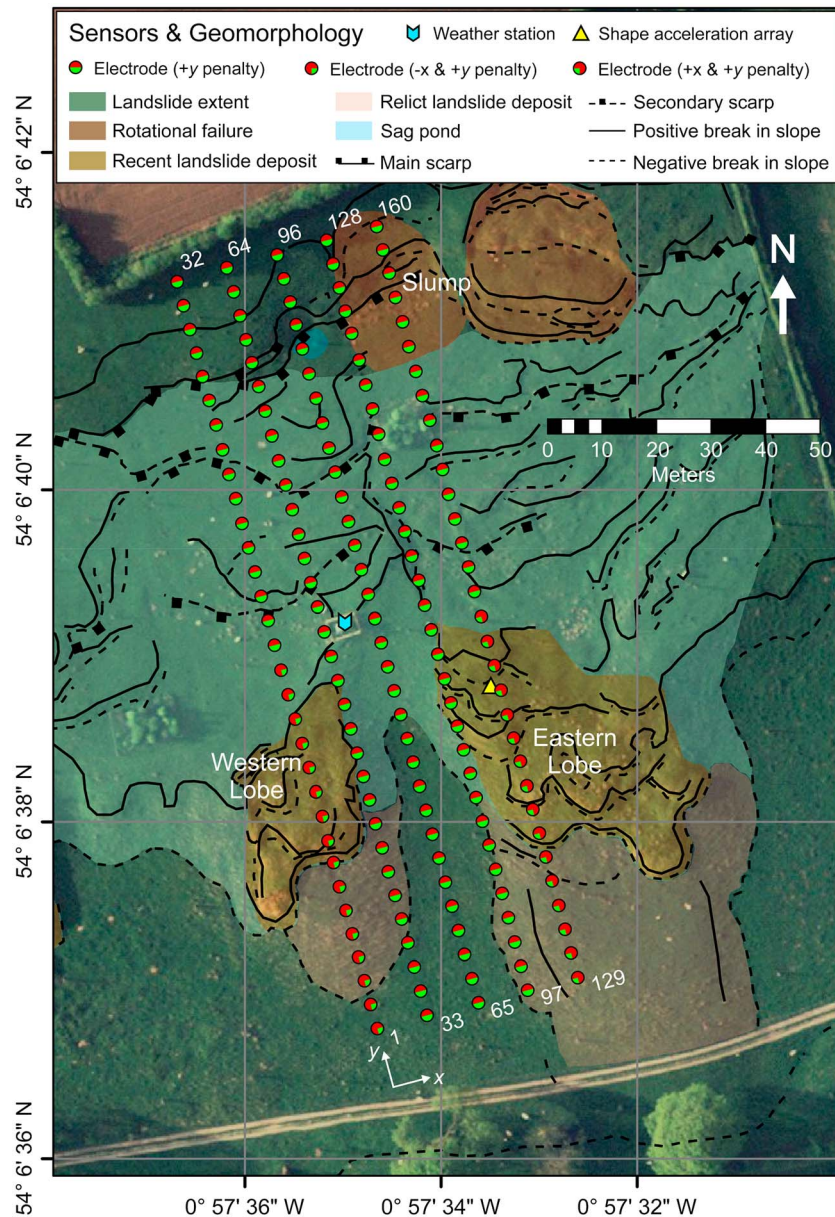 Sensors & Geomorphology
Weather station
Shape acceleration array
Electrode (+y penalty)
Electrode (-x & +y penalty)
Electrode (+x & +y penalty)
Landslide extent
Relict landslide deposit
Secondary scarp
Rotational failure
Sag pond
Positive break in slope
Recent landslide deposit
Main scarp
Negative break in slope
54° 6' 42" N
32
64
96
128
160
Slump
N
0 10 20 30 40 50
Meters
54° 6' 40" N
Western
Lobe
Eastern
Lobe
54° 6' 38" N
1
33
65
97
129
y
x
54° 6' 36" N
0° 57' 36" W
0° 57' 34" W
0° 57' 32" W